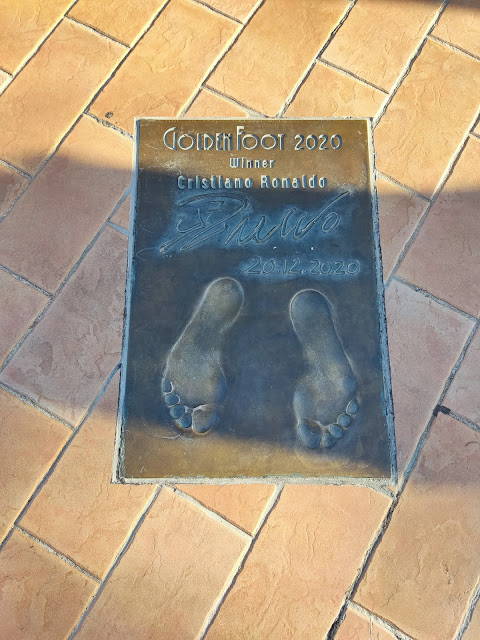 GOLDEN FOOT 2020
Winner
Cristiano Ronaldo
20.12.2020